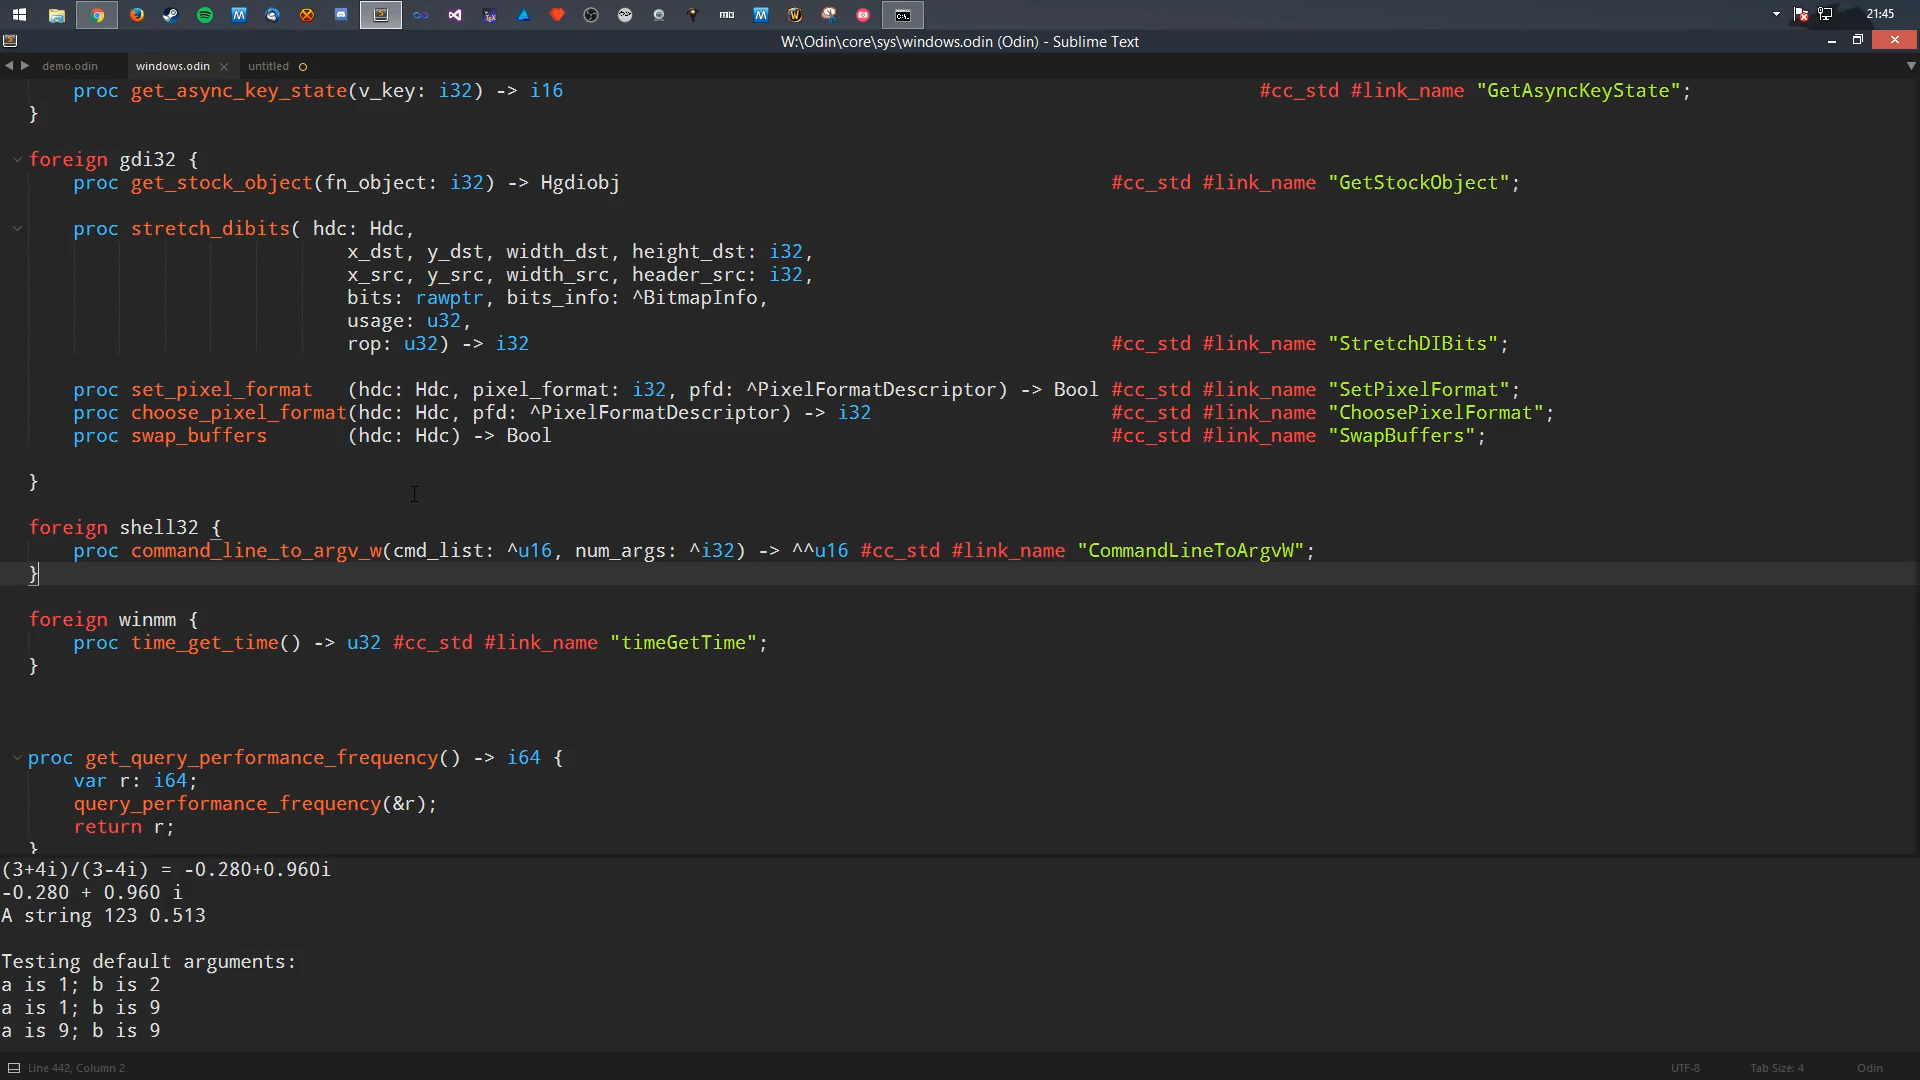 21:45
W:\Odin\core\sys\windows.odin (Odin) - Sublime Text
demo.odin windows.odin untitled
proc get_async_key_state(v_key: i32) -> i16 #cc_std #link_name "GetAsyncKeyState";
}
foreign gdi32 {
proc get_stock_object(fn_object: i32) -> Hgdiobj #cc_std #link_name "GetStockObject";
proc stretch_dibits( hdc: Hdc,
x_dst, y_dst, width_dst, height_dst: i32,
x_src, y_src, width_src, header_src: i32,
bits: rawptr, bits_info: ^BitmapInfo,
usage: u32,
rop: u32) -> i32 #cc_std #link_name "StretchDIBits";
proc set_pixel_format (hdc: Hdc, pixel_format: i32, pfd: ^PixelFormatDescriptor) -> Bool #cc_std #link_name "SetPixelFormat";
proc choose_pixel_format(hdc: Hdc, pfd: ^PixelFormatDescriptor) -> i32 #cc_std #link_name "ChoosePixelFormat";
proc swap_buffers (hdc: Hdc) -> Bool #cc_std #link_name "SwapBuffers";
}
foreign shell32 {
proc command_line_to_argv_w(cmd_list: ^u16, num_args: ^i32) -> ^^u16 #cc_std #link_name "CommandLineToArgvW";
}
foreign winmm {
proc time_get_time() -> u32 #cc_std #link_name "timeGetTime";
}
proc get_query_performance_frequency() -> i64 {
var r: i64;
query_performance_frequency(&r);
return r;
}
(3+4i)/(3-4i) = -0.280+0.960i
-0.280 + 0.960 i
A string 123 0.513
Testing default arguments:
a is 1; b is 2
a is 1; b is 9
a is 9; b is 9
Line 442, Column 2 UTF-8 Tab Size: 4 Odin